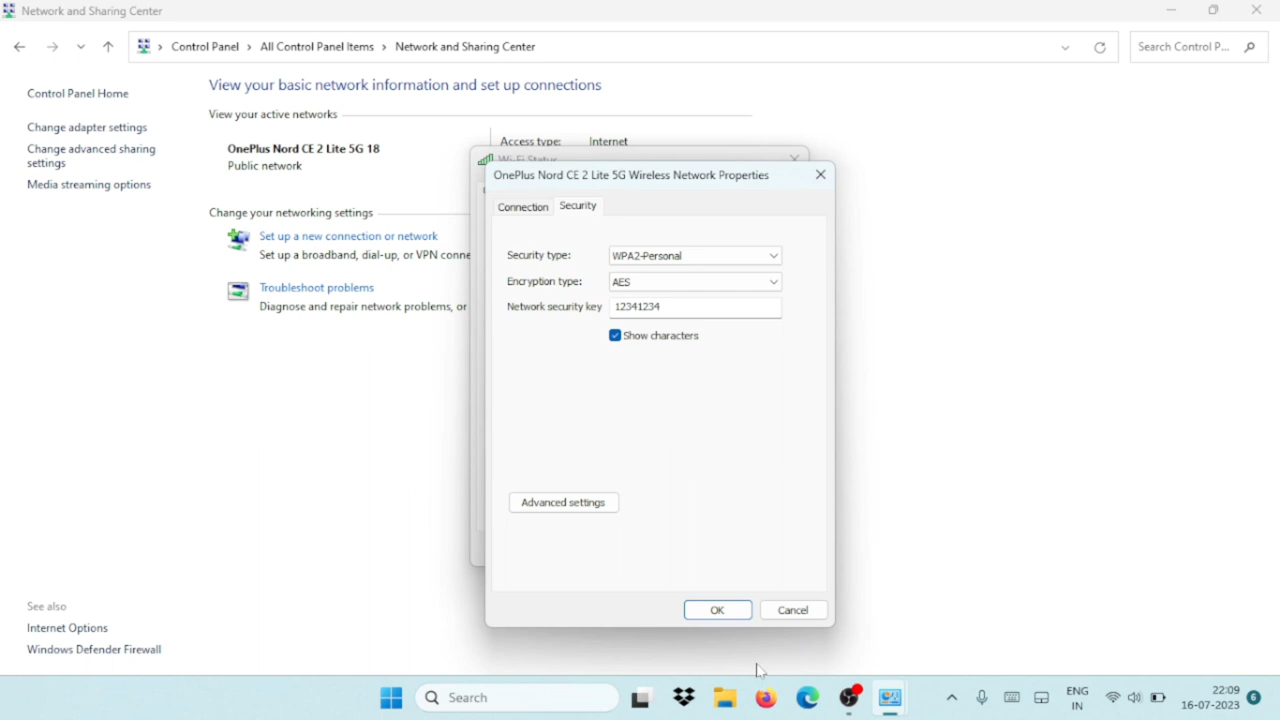 Network and Sharing Center
Control Panel > All Control Panel Items > Network and Sharing Center
Search Control P...
Control Panel Home
Change adapter settings
Change advanced sharing
settings
Media streaming options
View your basic network information and set up connections
View your active networks
OnePlus Nord CE 2 Lite 5G 18
Public network
Access type: Internet
Change your networking settings
Set up a new connection or network
Set up a broadband, dial-up, or VPN conne
Troubleshoot problems
Diagnose and repair network problems, or
Wi-Fi Status
OnePlus Nord CE 2 Lite 5G Wireless Network Properties
Connection Security
Security type: WPA2-Personal
Encryption type: AES
Network security key 12341234
Show characters
Advanced settings
OK Cancel
See also
Internet Options
Windows Defender Firewall
Search
ENG
IN
22:09
16-07-2023
6